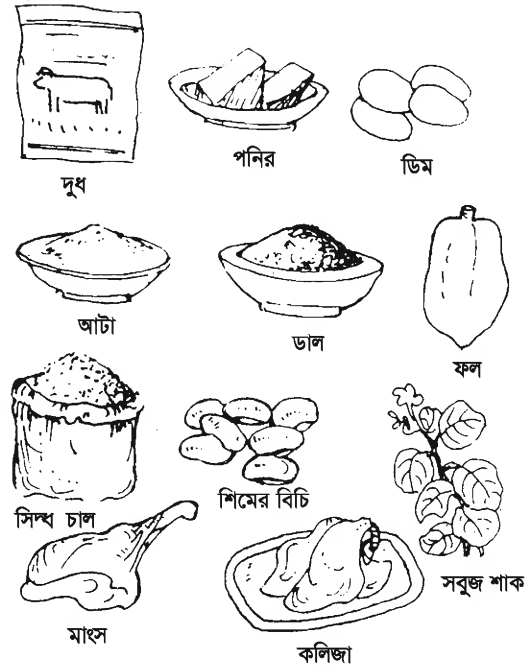 দুধ
পনির
ডিম
আটা
ডাল
ফল
সিদ্ধ চাল
শিমের বিচি
সবুজ শাক
মাংস
কলিজা